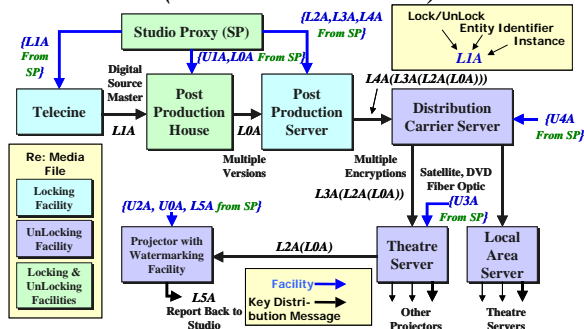 Studio Proxy (SP)
{L2A,L3A,L4A
From SP}
Lock/UnLock
Entity Identifier
Instance
L1A
{L1A
From
SP}
{U1A,L0A From SP}
L4A(L3A(L2A(L0A)))
Digital
Source
Master
Telecine
L1A
Post
Production
House
L0A
Post
Production
Server
Distribution
Carrier Server
{U4A
From SP}
Multiple
Versions
Multiple
Encryptions
Satellite, DVD
Fiber Optic
L3A(L2A(L0A))
Re: Media
File
Locking
Facility
UnLocking
Facility
Locking &
UnLocking
Facilities
{U2A, U0A, L5A from SP}
{U3A
From SP}
Projector with
Watermarking
Facility
L2A(L0A)
Theatre
Server
Local
Area
Server
L5A
Report Back to
Studio
Facility
Key Distri-
bution Message
Other
Projectors
Theatre
Servers